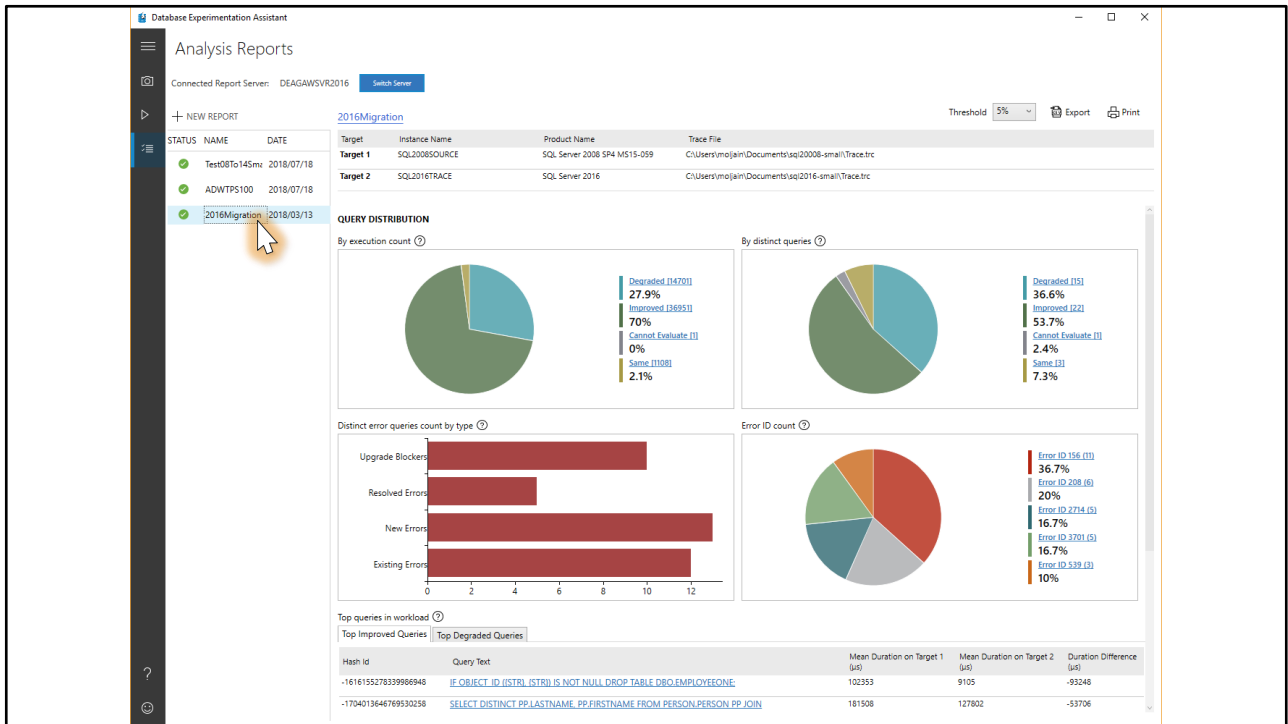 Database Experimentation Assistant
Analysis Reports
Connected Report Server: DEAGAWSVR2016 Switch Server
NEW REPORT
STATUS NAME DATE
Test08To14Sma 2018/07/18
ADWTPS100 2018/07/18
2016Migration 2018/03/13
2016Migration
Threshold 5% Export Print
Target Instance Name Product Name Trace File
Target 1 SQL2008SOURCE SQL Server 2008 SP4 MS15-059 C:\Users\moljain\Documents\sql20008-small\Trace.trc
Target 2 SQL2016TRACE SQL Server 2016 C:\Users\moljain\Documents\sql2016-small\Trace.trc
QUERY DISTRIBUTION
By execution count ?
Degraded [14701]
27.9%
Improved [36951]
70%
Cannot Evaluate [1]
0%
Same [1108]
2.1%
By distinct queries ?
Degraded [15]
36.6%
Improved [22]
53.7%
Cannot Evaluate [1]
2.4%
Same [3]
7.3%
Distinct error queries count by type ?
Upgrade Blockers
Resolved Errors
New Errors
Existing Errors
0 2 4 6 8 10 12
Error ID count ?
Error ID 156 (11)
36.7%
Error ID 208 (6)
20%
Error ID 2714 (5)
16.7%
Error ID 3701 (5)
16.7%
Error ID 539 (3)
10%
Top queries in workload ?
Top Improved Queries Top Degraded Queries
Hash Id Query Text Mean Duration on Target 1 (µs) Mean Duration on Target 2 (µs) Duration Difference (µs)
-1616155278339986948 IF OBJECT_ID ({STR}, {STR}) IS NOT NULL DROP TABLE DBO.EMPLOYEEONE; 102353 9105 -93248
-1704013646769530258 SELECT DISTINCT PP.LASTNAME, PP.FIRSTNAME FROM PERSON.PERSON PP JOIN 181508 127802 -53706
?